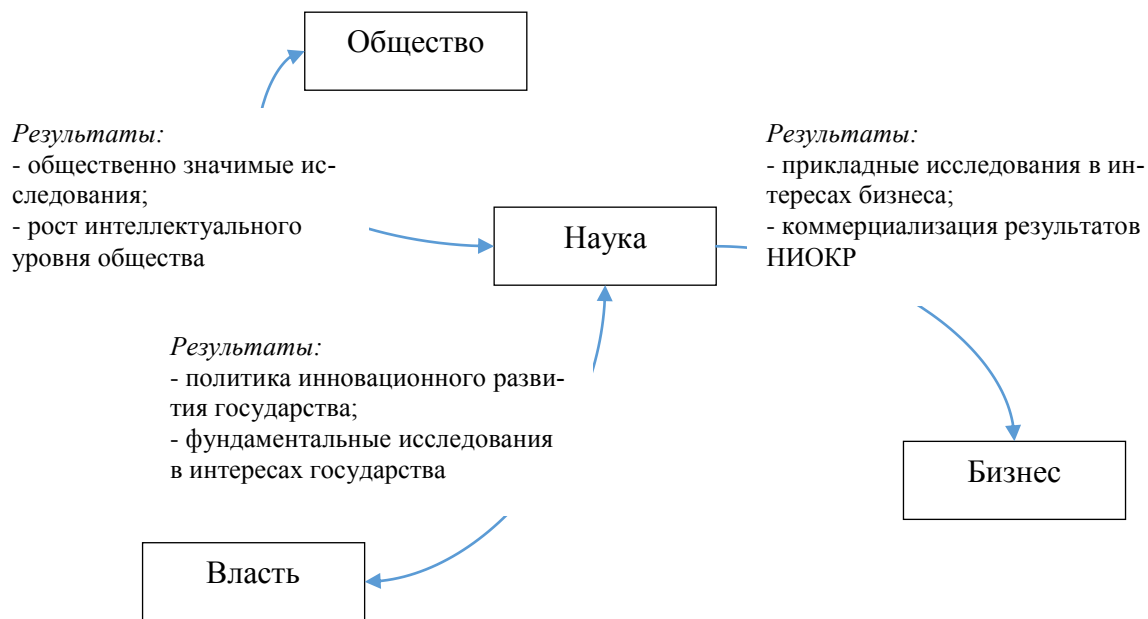 Общество
Результаты:
- общественно значимые ис-
следования;
- рост интеллектуального
уровня общества
Результаты:
- прикладные исследования в ин-
тересах бизнеса;
- коммерциализация результатов
НИОКР
Наука
Результаты:
- политика инновационного разви-
тия государства;
- фундаментальные исследования
в интересах государства
Бизнес
Власть